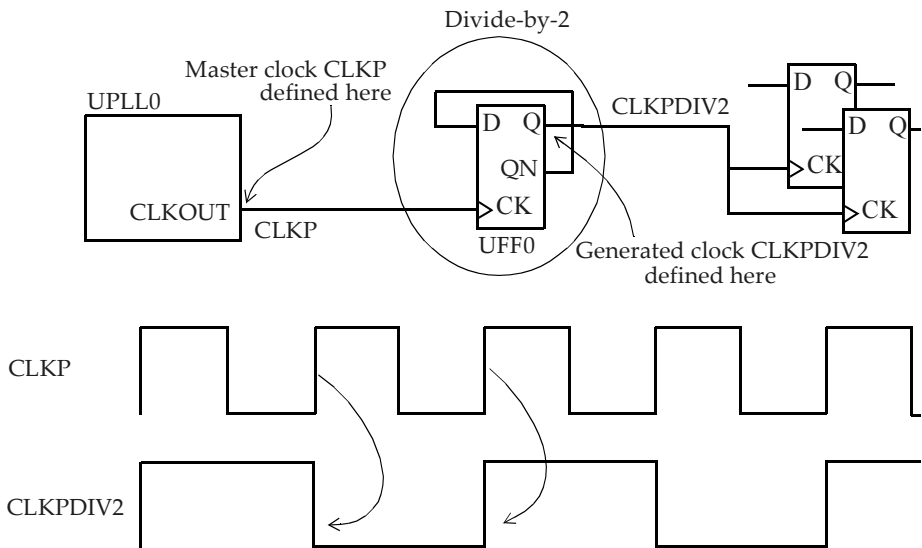 Divide-by-2
Master clock CLKP
defined here
UPLL0
CLKOUT
CLKP
D
Q
QN
CK
UFF0
CLKPDIV2
D
Q
CK
D
Q
CK
Generated clock CLKPDIV2
defined here
CLKP
CLKPDIV2